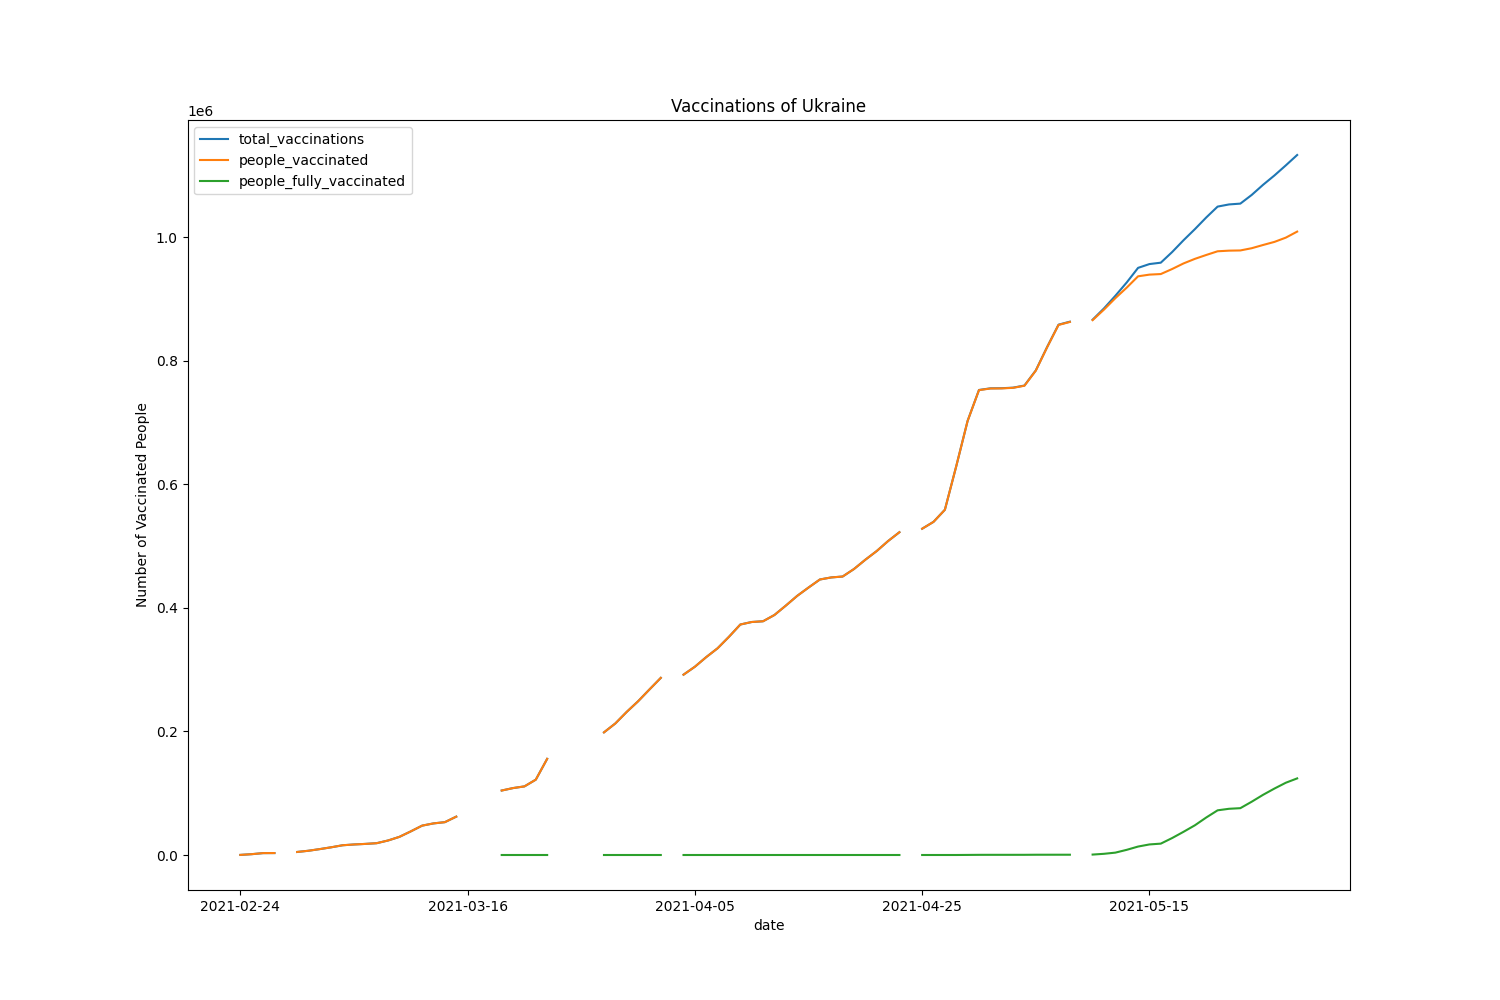 Vaccinations of Ukraine
1e6
total_vaccinations
people_vaccinated
people_fully_vaccinated
1.0
0.8
0.6
0.4
0.2
0.0
Number of Vaccinated People
2021-02-24 2021-03-16 2021-04-05 2021-04-25 2021-05-15
date